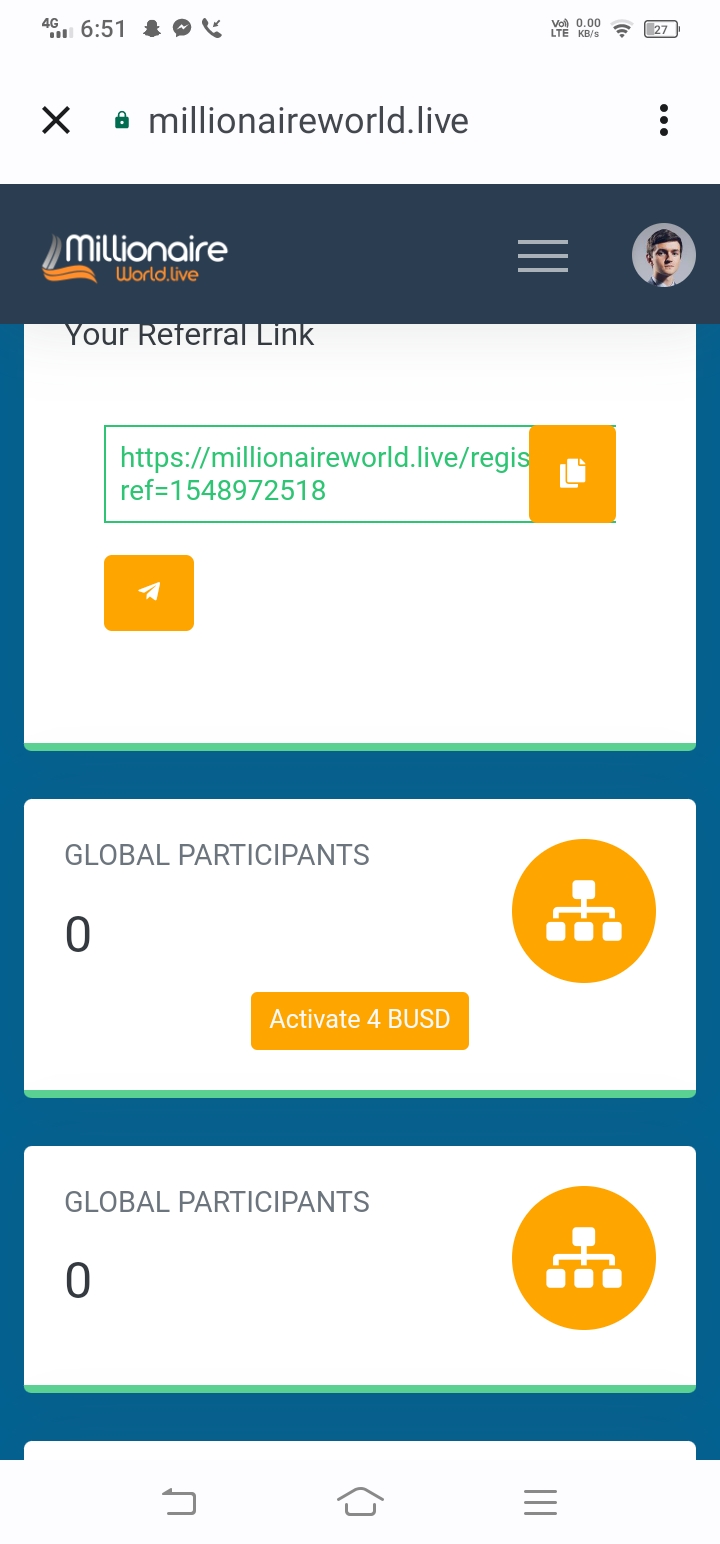 4G 6:51 Vo) LTE 0.00 KB/s 27
millionaireworld.live
Millionaire
World.live
Your Referral Link
https://millionaireworld.live/regis
ref=1548972518
GLOBAL PARTICIPANTS
0
Activate 4 BUSD
GLOBAL PARTICIPANTS
0